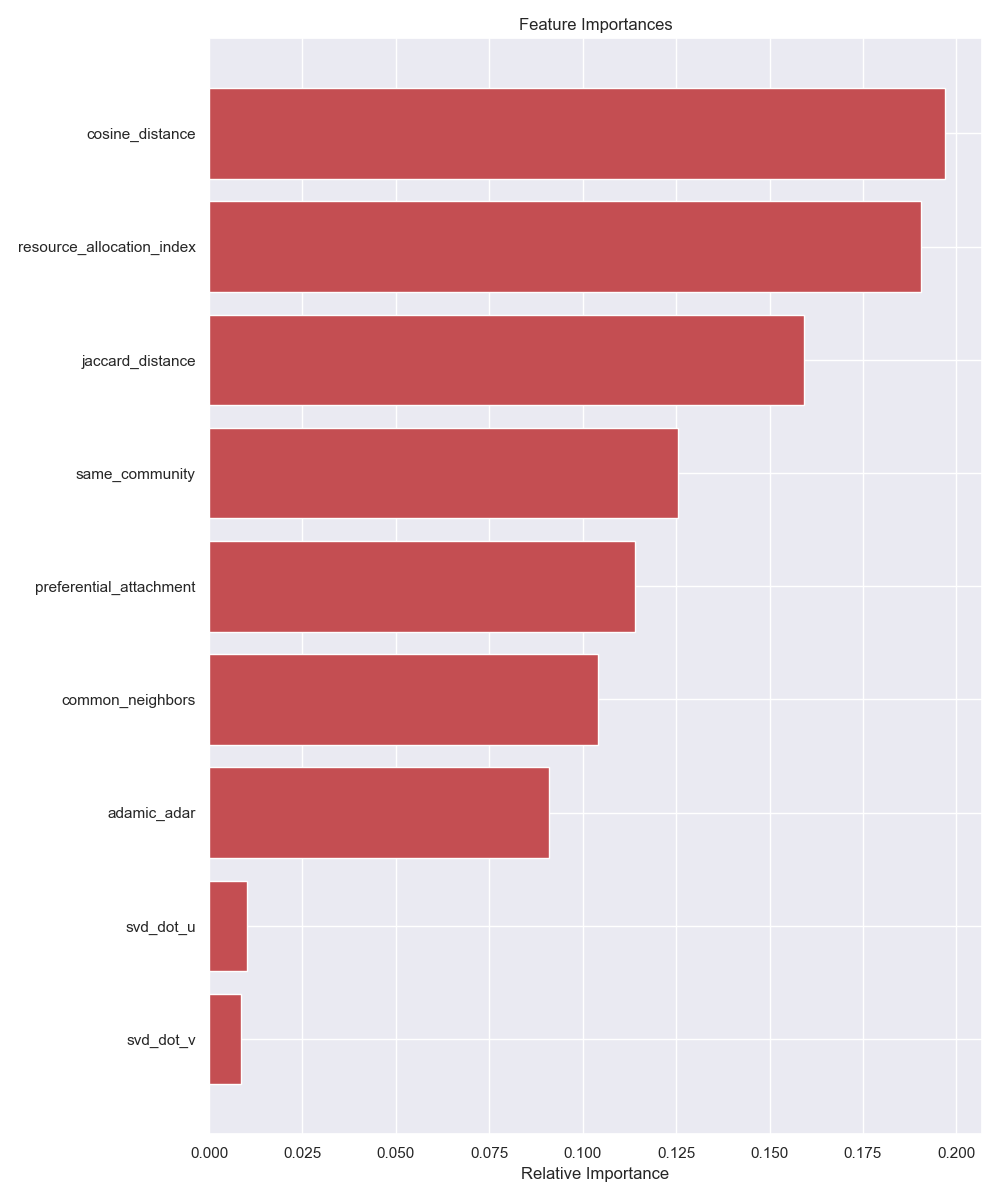 Feature Importances
cosine_distance
resource_allocation_index
jaccard_distance
same_community
preferential_attachment
common_neighbors
adamic_adar
svd_dot_u
svd_dot_v
0.000 0.025 0.050 0.075 0.100 0.125 0.150 0.175 0.200
Relative Importance